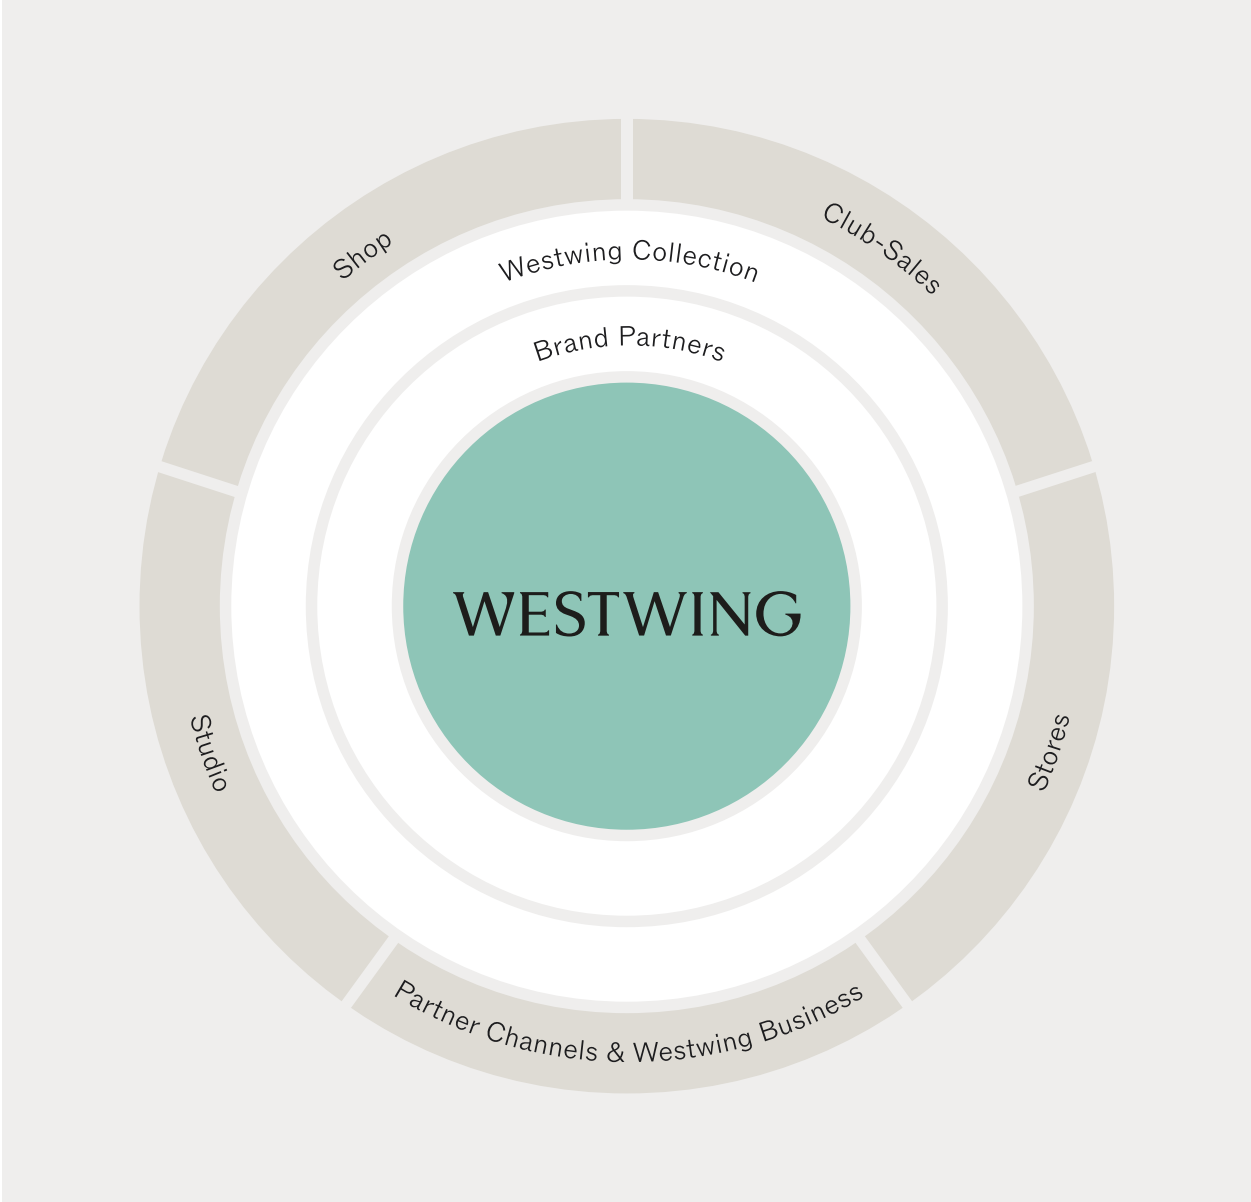 Shop
Club-Sales
Westwing Collection
Brand Partners
WESTWING
Studio
Stores
Partner Channels & Westwing Business